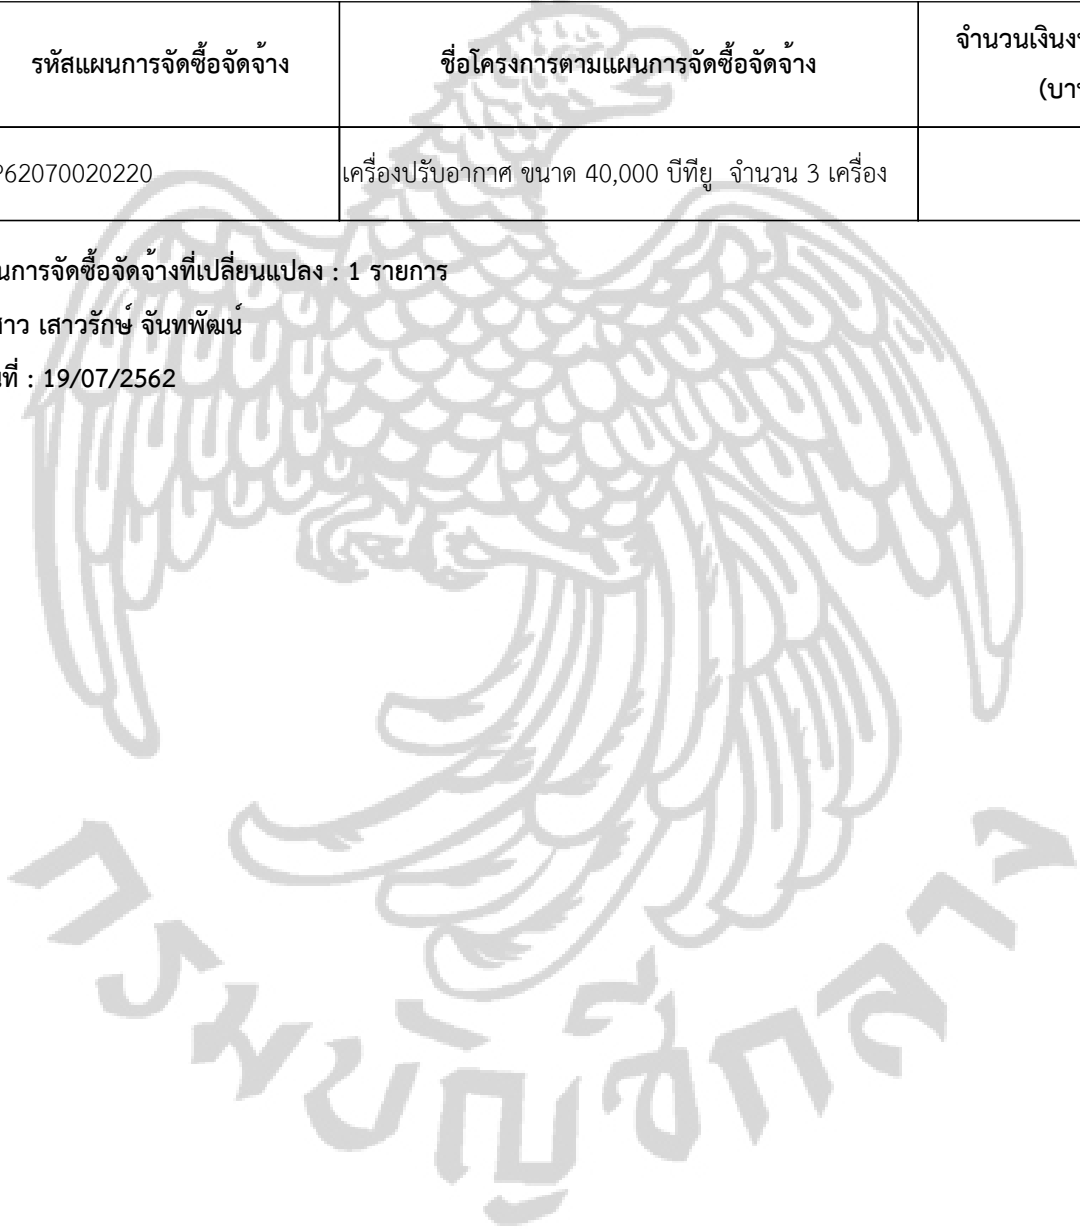 รหัสแผนการจัดซื้อจัดจ้าง ชื่อโครงการตามแผนการจัดซื้อจัดจ้าง จำนวนเงินง
(บา
62070020220 เครื่องปรับอากาศ ขนาด 40,000 บีทียู จำนวน 3 เครื่อง
นการจัดซื้อจัดจ้างที่เปลี่ยนแปลง : 1 รายการ
สาว เสาวรักษ์ จันทพัฒน์
ที่ : 19/07/2562
กรมบัญชีกลาง